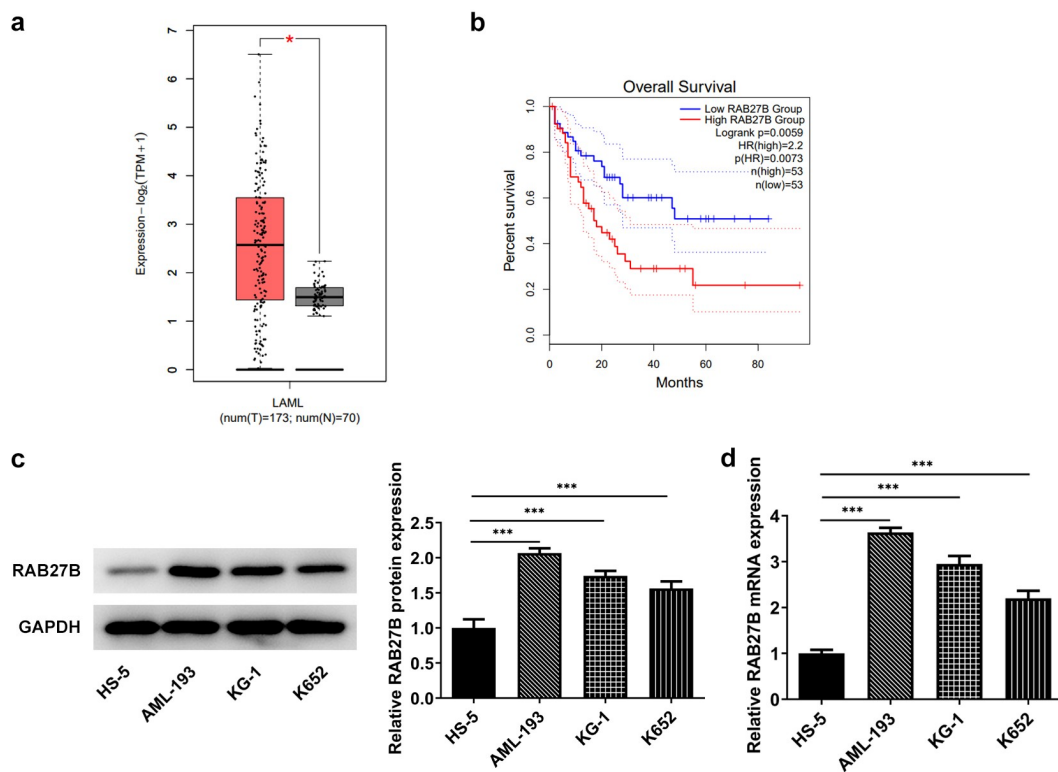 a
7
6
5
4
3
2
1
0
Expression−log₂(TPM+1)
*
LAML
(num(T)=173; num(N)=70)
b
Overall Survival
Low RAB27B Group
High RAB27B Group
Logrank p=0.0059
HR(high)=2.2
p(HR)=0.0073
n(high)=53
n(low)=53
Percent survival
1.0
0.8
0.6
0.4
0.2
0.0
0 20 40 60 80
Months
c
RAB27B
GAPDH
HS-5 AML-193 KG-1 K652
Relative RAB27B protein expression
2.5
2.0
1.5
1.0
0.5
0.0
***
***
***
HS-5 AML-193 KG-1 K652
d
Relative RAB27B mRNA expression
4
3
2
1
0
***
***
***
HS-5 AML-193 KG-1 K652